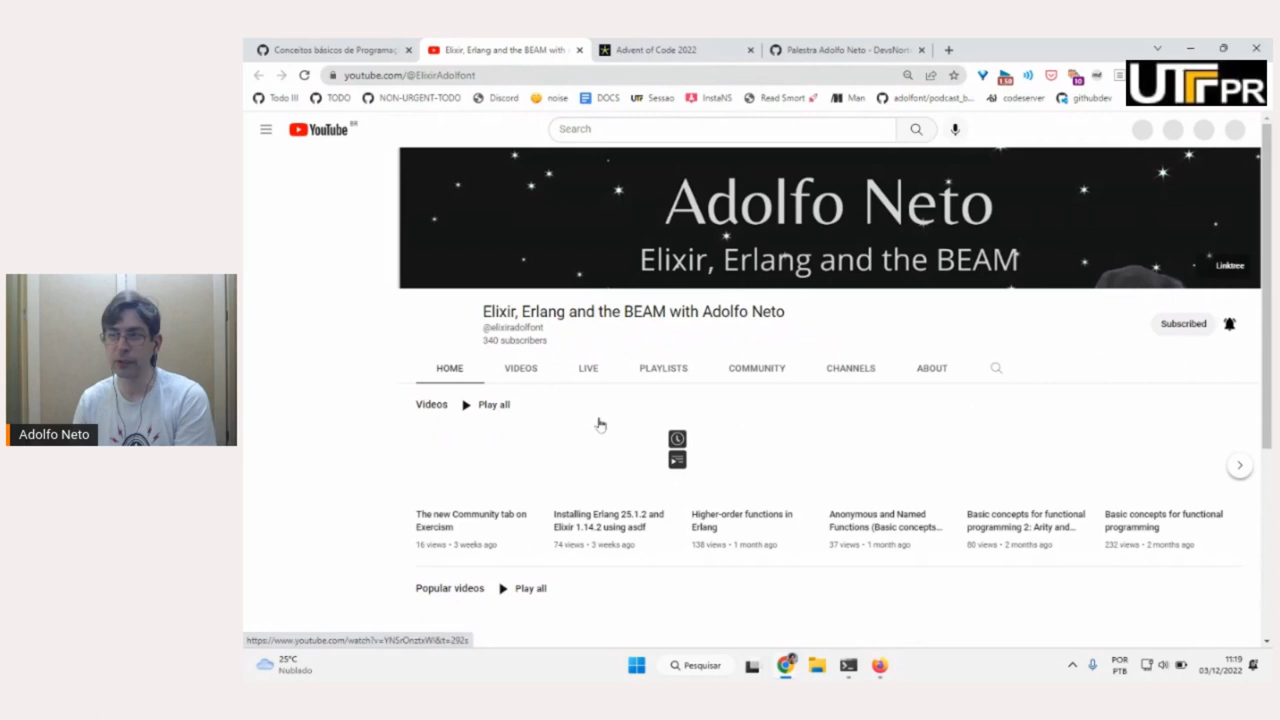 Conceitos básicos de Programaç
Elixir, Erlang and the BEAM with
Advent of Code 2022
Palestra Adolfo Neto - DevsNort
youtube.com/@ElixirAdolfont
Todo III
TODO
NON-URGENT-TODO
Discord
noise
DOCS
Sessao
InstaNS
Read Smort
Man
adolfont/podcast_b...
codeserver
githubdev
UTFPR
YouTube BR
Search
Adolfo Neto
Elixir, Erlang and the BEAM
Linktree
Elixir, Erlang and the BEAM with Adolfo Neto
@elixiradolfont
340 subscribers
Subscribed
HOME
VIDEOS
LIVE
PLAYLISTS
COMMUNITY
CHANNELS
ABOUT
Videos
Play all
The new Community tab on
Exercism
16 views • 3 weeks ago
Installing Erlang 25.1.2 and
Elixir 1.14.2 using asdf
74 views • 3 weeks ago
Higher-order functions in
Erlang
138 views • 1 month ago
Anonymous and Named
Functions (Basic concepts...
37 views • 1 month ago
Basic concepts for functional
programming 2: Arity and...
80 views • 2 months ago
Basic concepts for functional
programming
232 views • 2 months ago
Popular videos
Play all
Adolfo Neto
25°C
Nublado
Pesquisar
POR
PTB
11:19
03/12/2022